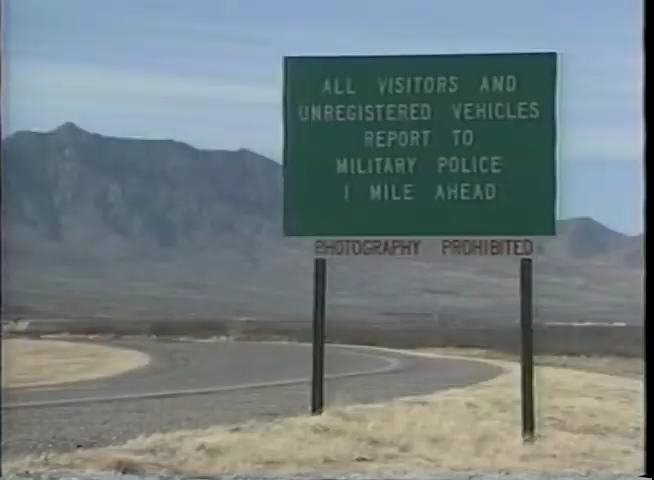 ALL VISITORS AND
UNREGISTERED VEHICLES
REPORT TO
MILITARY POLICE
1 MILE AHEAD
PHOTOGRAPHY PROHIBITED